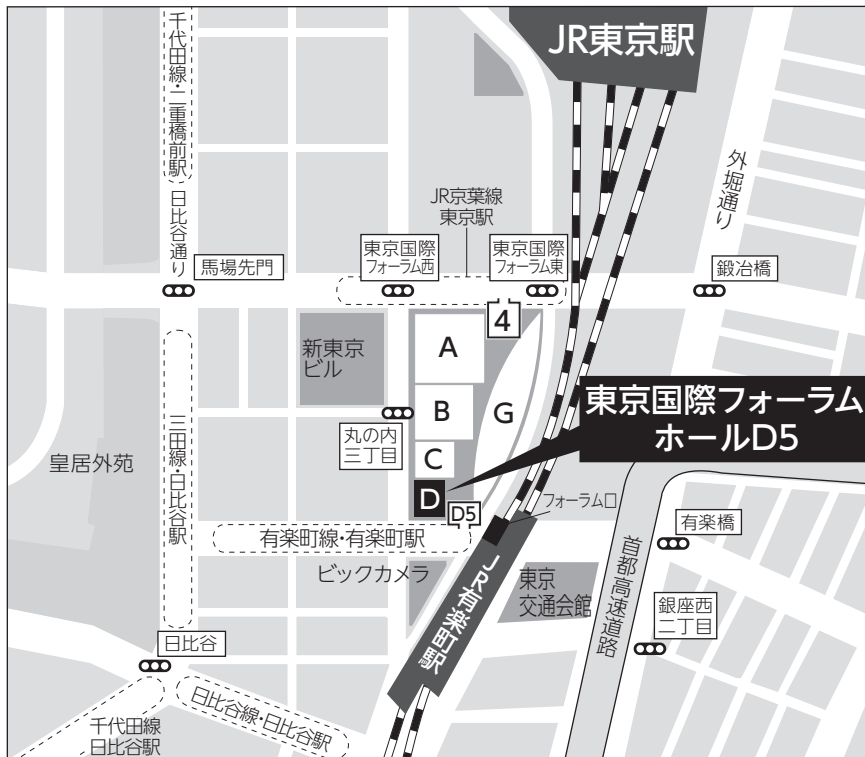 JR東京駅
千代田線・二重橋前駅
日比谷通り
外堀通り
JR京葉線
東京駅
馬場先門
東京国際
フォーラム西
東京国際
フォーラム東
鍛冶橋
4
A
新東京
ビル
B
G
東京国際フォーラム
ホールD5
丸の内
三丁目
C
三田線・日比谷駅
皇居外苑
D
D5
フォーラム口
有楽町線・有楽町駅
有楽橋
ビックカメラ
JR有楽町駅
東京
交通会館
首都高速道路
銀座西
二丁目
日比谷
日比谷線・日比谷駅
千代田線
日比谷駅